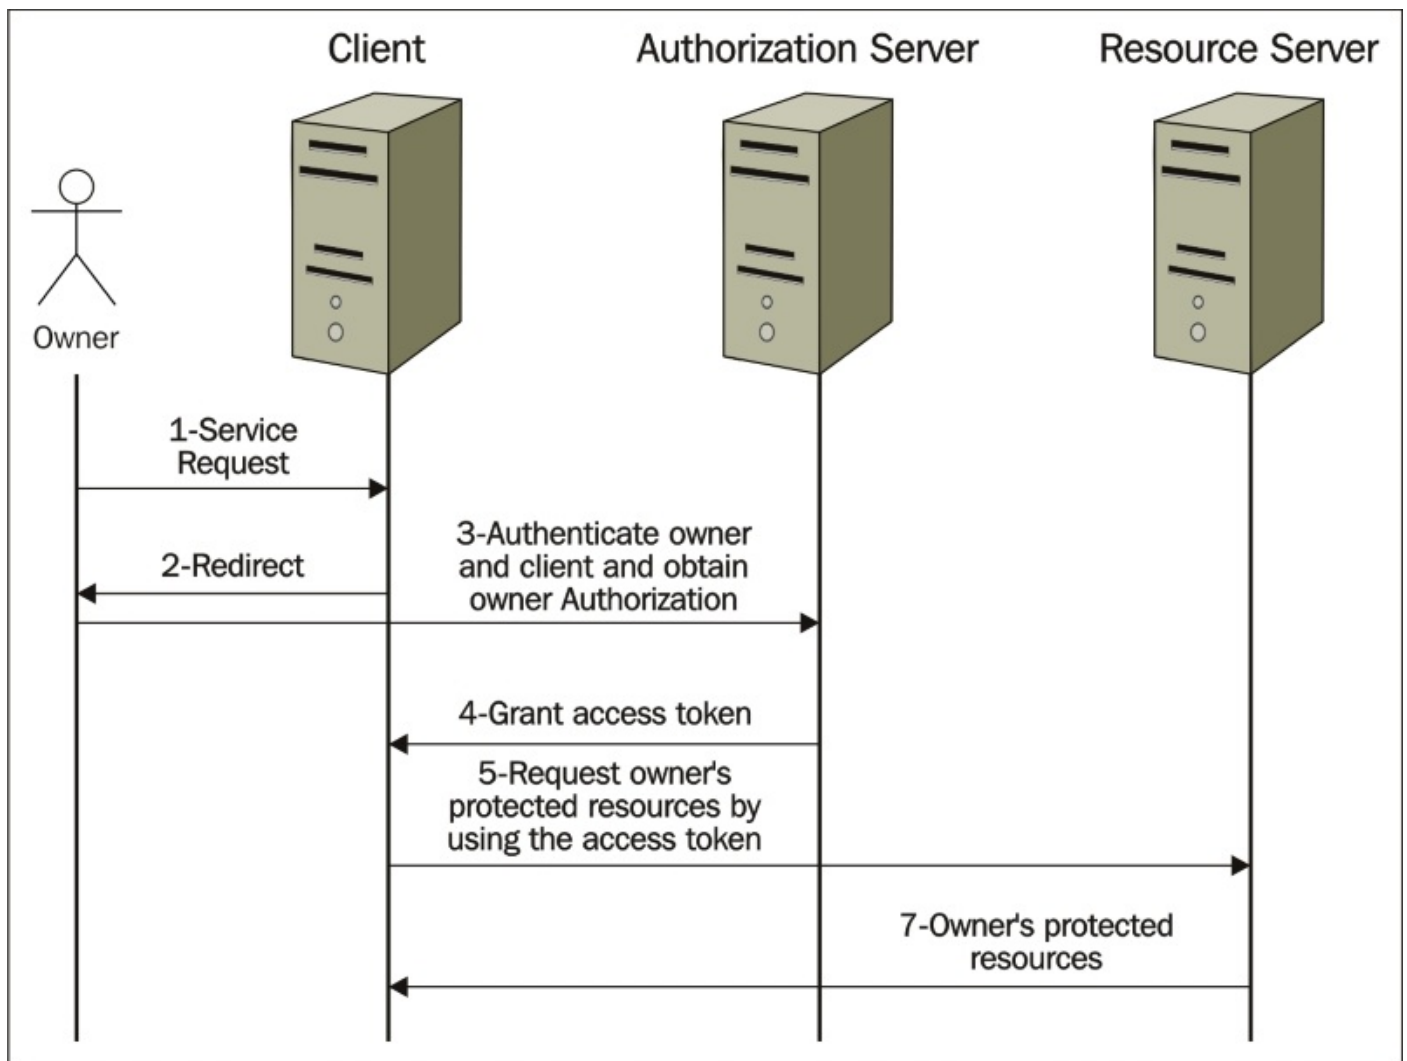 Client
Authorization Server
Resource Server
Owner
1-Service
Request
2-Redirect
3-Authenticate owner
and client and obtain
owner Authorization
4-Grant access token
5-Request owner's
protected resources by
using the access token
7-Owner's protected
resources